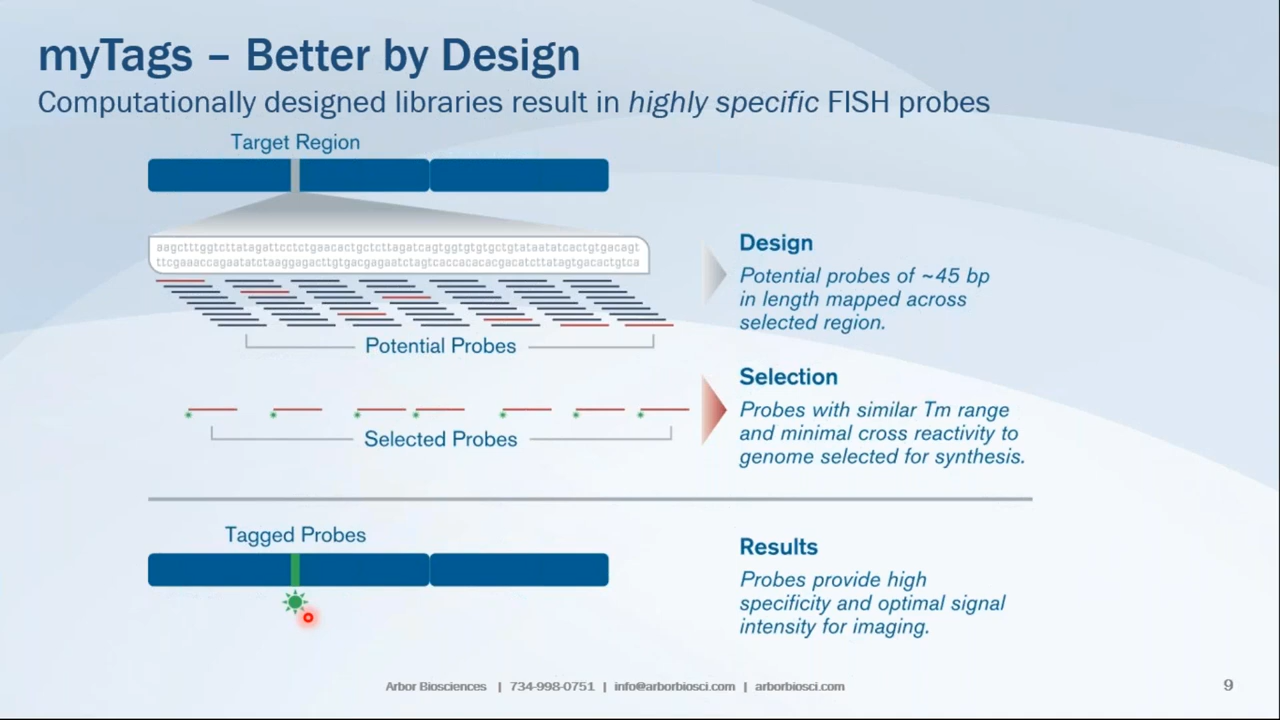 myTags – Better by Design
Computationally designed libraries result in highly specific FISH probes
Target Region
aagctttggtcttatagattcctctgaacactgctcttagatcagtggtgtgtgctgtataatatcactgtgacagt
ttcgaaaccagaatatctaaggagacttgtgacgagaatctagtcaccacacacgacatcttatagtgacactgtca
Design
Potential probes of ~45 bp
in length mapped across
selected region.
Potential Probes
Selection
Probes with similar Tm range
and minimal cross reactivity to
genome selected for synthesis.
Selected Probes
Tagged Probes
Results
Probes provide high
specificity and optimal signal
intensity for imaging.
Arbor Biosciences | 734-998-0751 | info@arborbiosci.com | arborbiosci.com
9